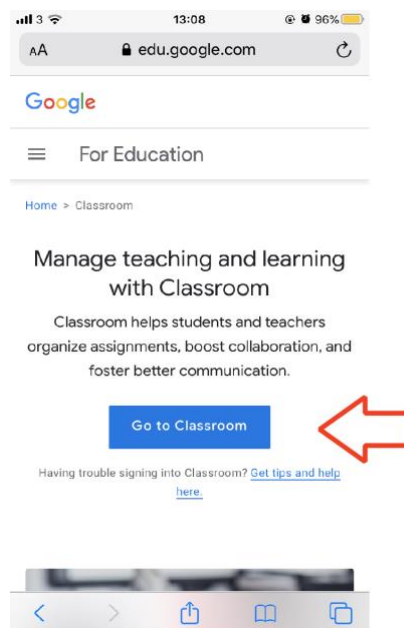 3 13:08 96%
AA edu.google.com
Google
For Education
Home > Classroom
Manage teaching and learning
with Classroom
Classroom helps students and teachers
organize assignments, boost collaboration, and
foster better communication.
Go to Classroom
Having trouble signing into Classroom? Get tips and help
here.